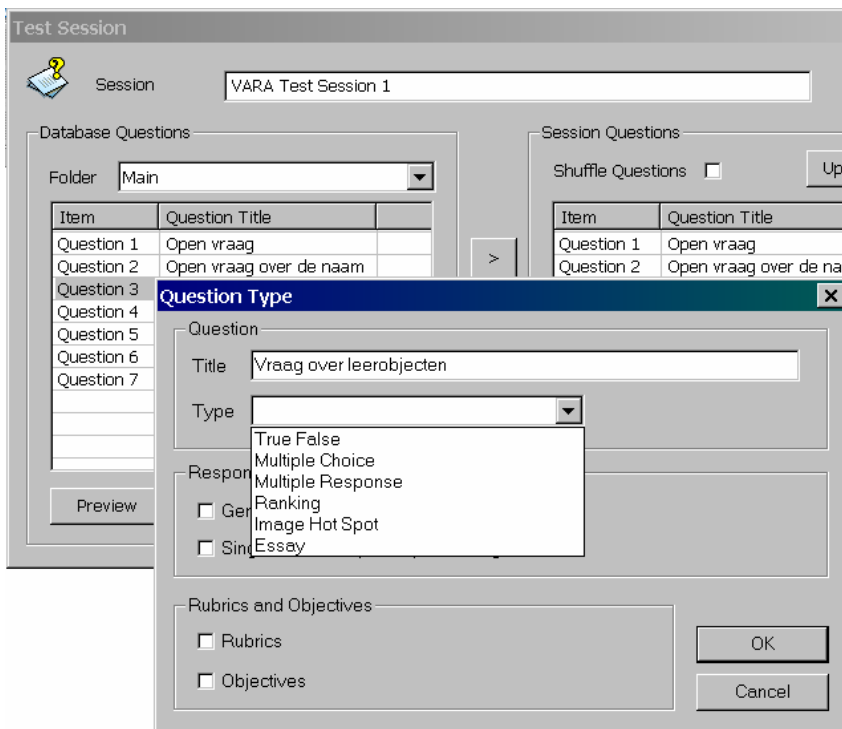 Test Session
Session VARA Test Session 1
Database Questions
Folder Main
Item Question Title
Question 1 Open vraag
Question 2 Open vraag over de naam
Question 3
Question 4
Question 5
Question 6
Question 7
Preview
>
Session Questions
Shuffle Questions Up
Item Question Title
Question 1 Open vraag
Question 2 Open vraag over de na
Question Type
Question
Title Vraag over leerobjecten
Type
True False
Multiple Choice
Multiple Response
Ranking
Image Hot Spot
Essay
Respon
Ger
Sing
Rubrics and Objectives
Rubrics
Objectives
OK
Cancel